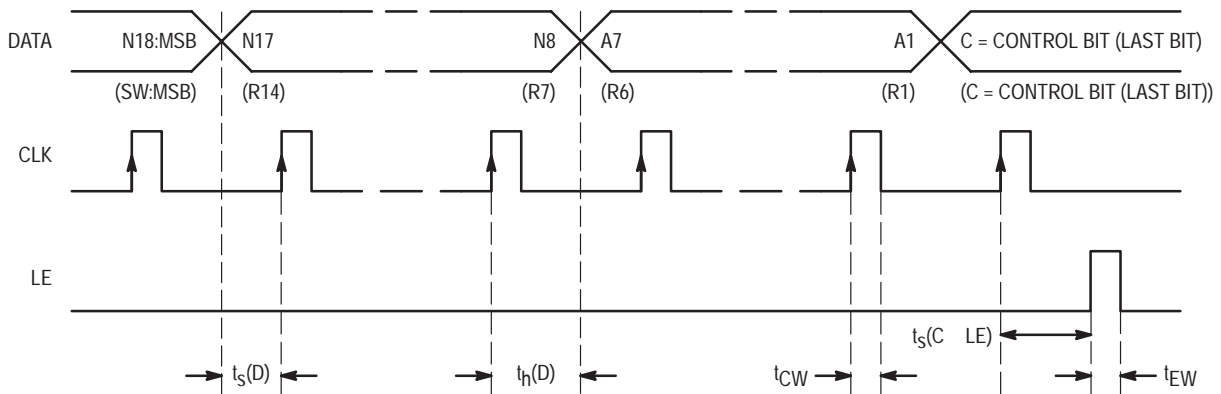 DATA N18:MSB N17 N8 A7 A1 C = CONTROL BIT (LAST BIT)
(SW:MSB) (R14) (R7) (R6) (R1) (C = CONTROL BIT (LAST BIT))
CLK
LE
ts(C LE)
ts(D) th(D) tCW tEW